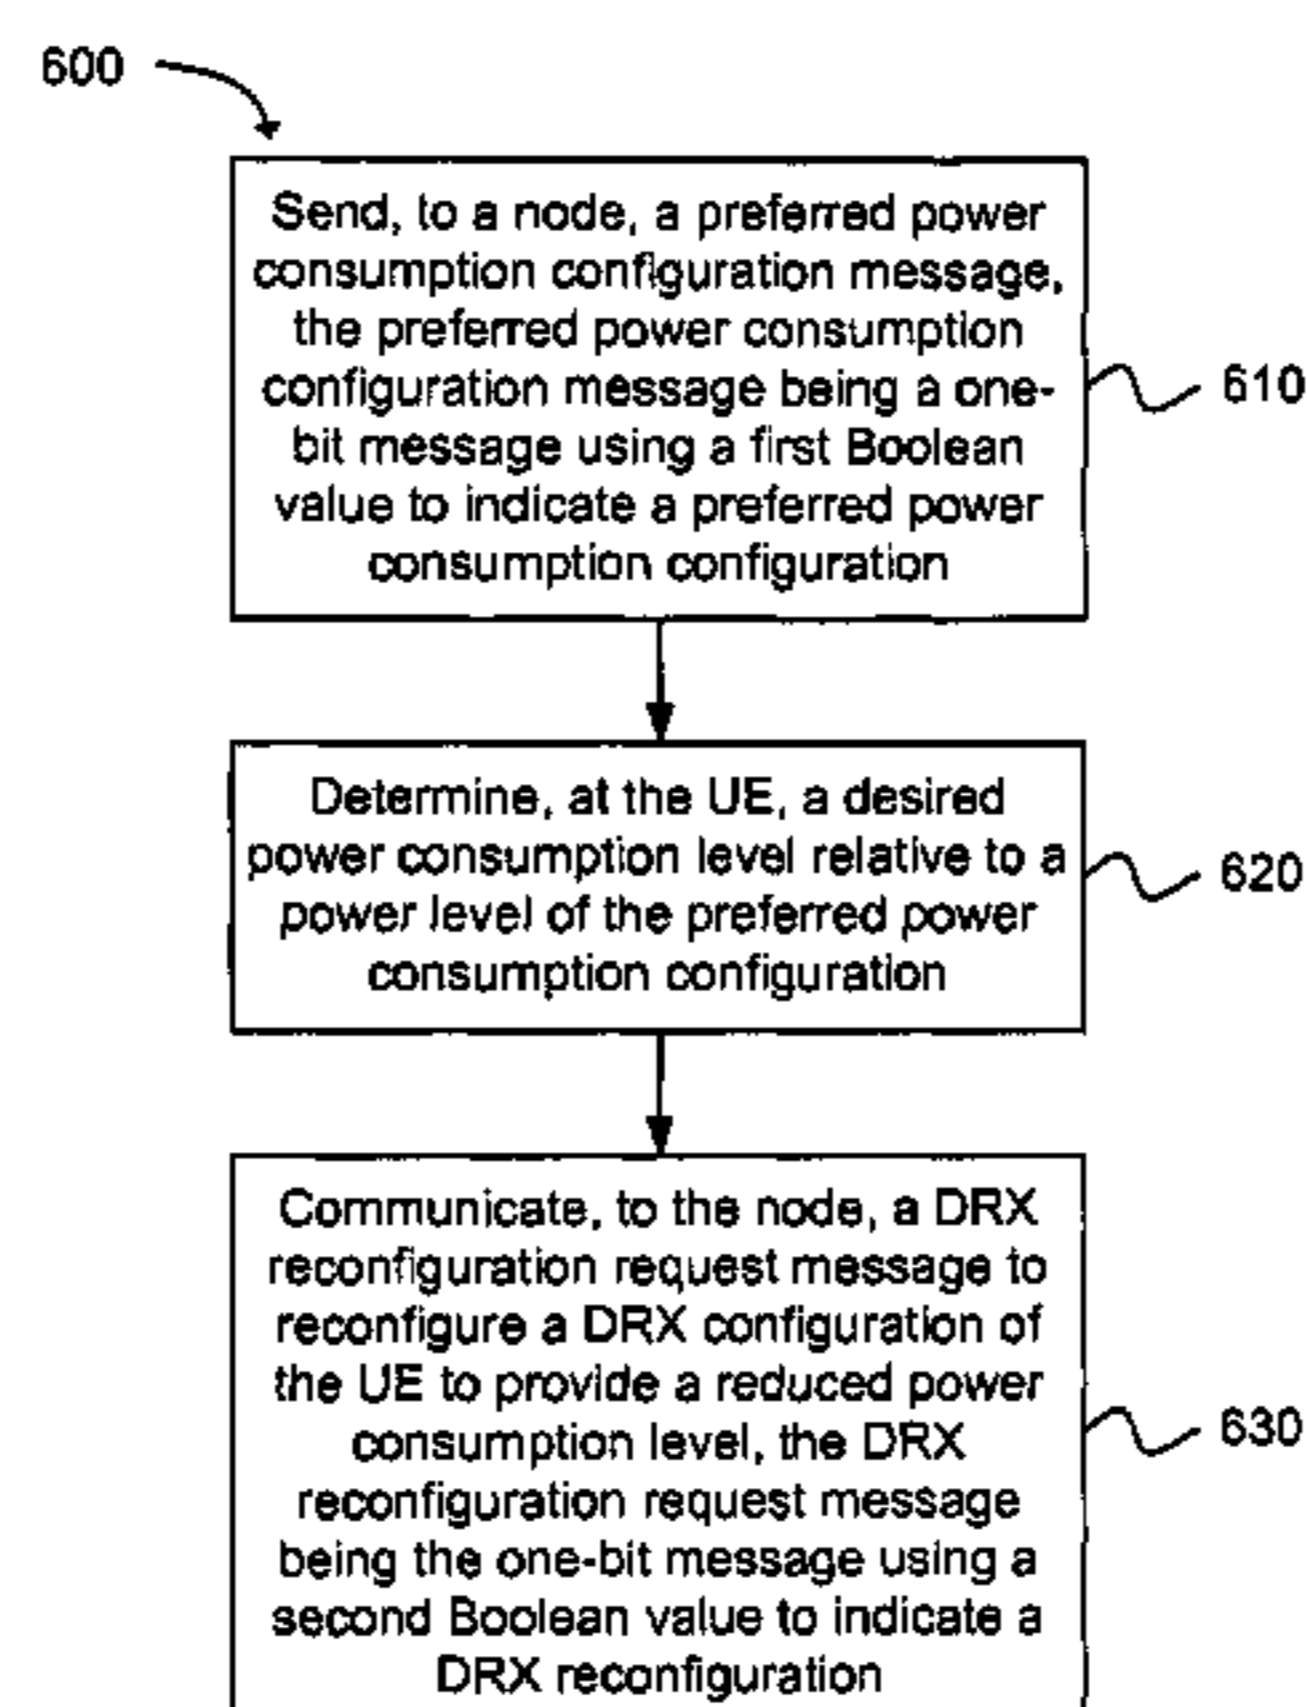 600
Send, to a node, a preferred power
consumption configuration message,
the preferred power consumption
configuration message being a one-
bit message using a first Boolean
value to indicate a preferred power
consumption configuration
610
Determine, at the UE, a desired
power consumption level relative to a
power level of the preferred power
consumption configuration
620
Communicate, to the node, a DRX
reconfiguration request message to
reconfigure a DRX configuration of
the UE to provide a reduced power
consumption level, the DRX
reconfiguration request message
being the one-bit message using a
second Boolean value to indicate a
DRX reconfiguration
630